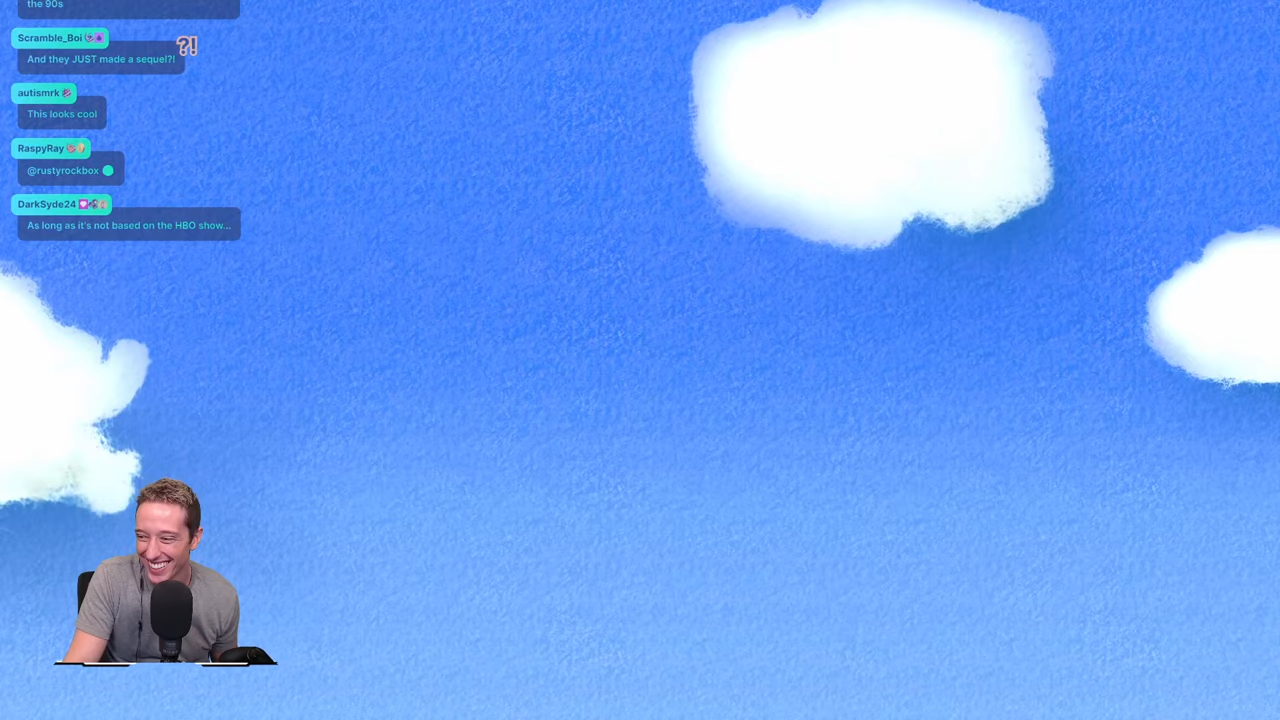 the 90s
Scramble_Boi
?!
And they JUST made a sequel?!
autismrk
This looks cool
RaspyRay
@rustyrockbox
DarkSyde24
As long as it's not based on the HBO show...